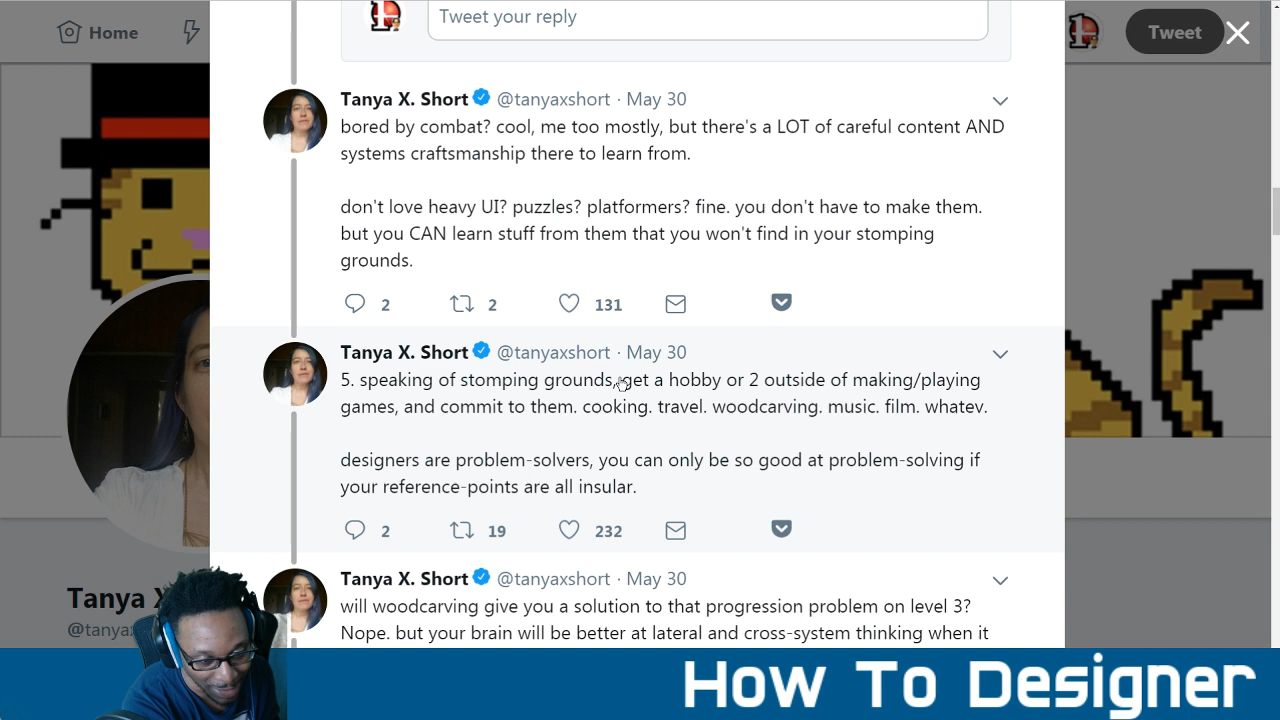 Home
Tweet your reply
Tweet
Tanya X. Short @tanyaxshort · May 30
bored by combat? cool, me too mostly, but there's a LOT of careful content AND
systems craftsmanship there to learn from.
don't love heavy UI? puzzles? platformers? fine. you don't have to make them.
but you CAN learn stuff from them that you won't find in your stomping
grounds.
2 2 131
Tanya X. Short @tanyaxshort · May 30
5. speaking of stomping grounds, get a hobby or 2 outside of making/playing
games, and commit to them. cooking. travel. woodcarving. music. film. whatev.
designers are problem-solvers, you can only be so good at problem-solving if
your reference-points are all insular.
2 19 232
Tanya X. Short @tanyaxshort · May 30
will woodcarving give you a solution to that progression problem on level 3?
Nope. but your brain will be better at lateral and cross-system thinking when it
Tanya X
@tanya
How To Designer